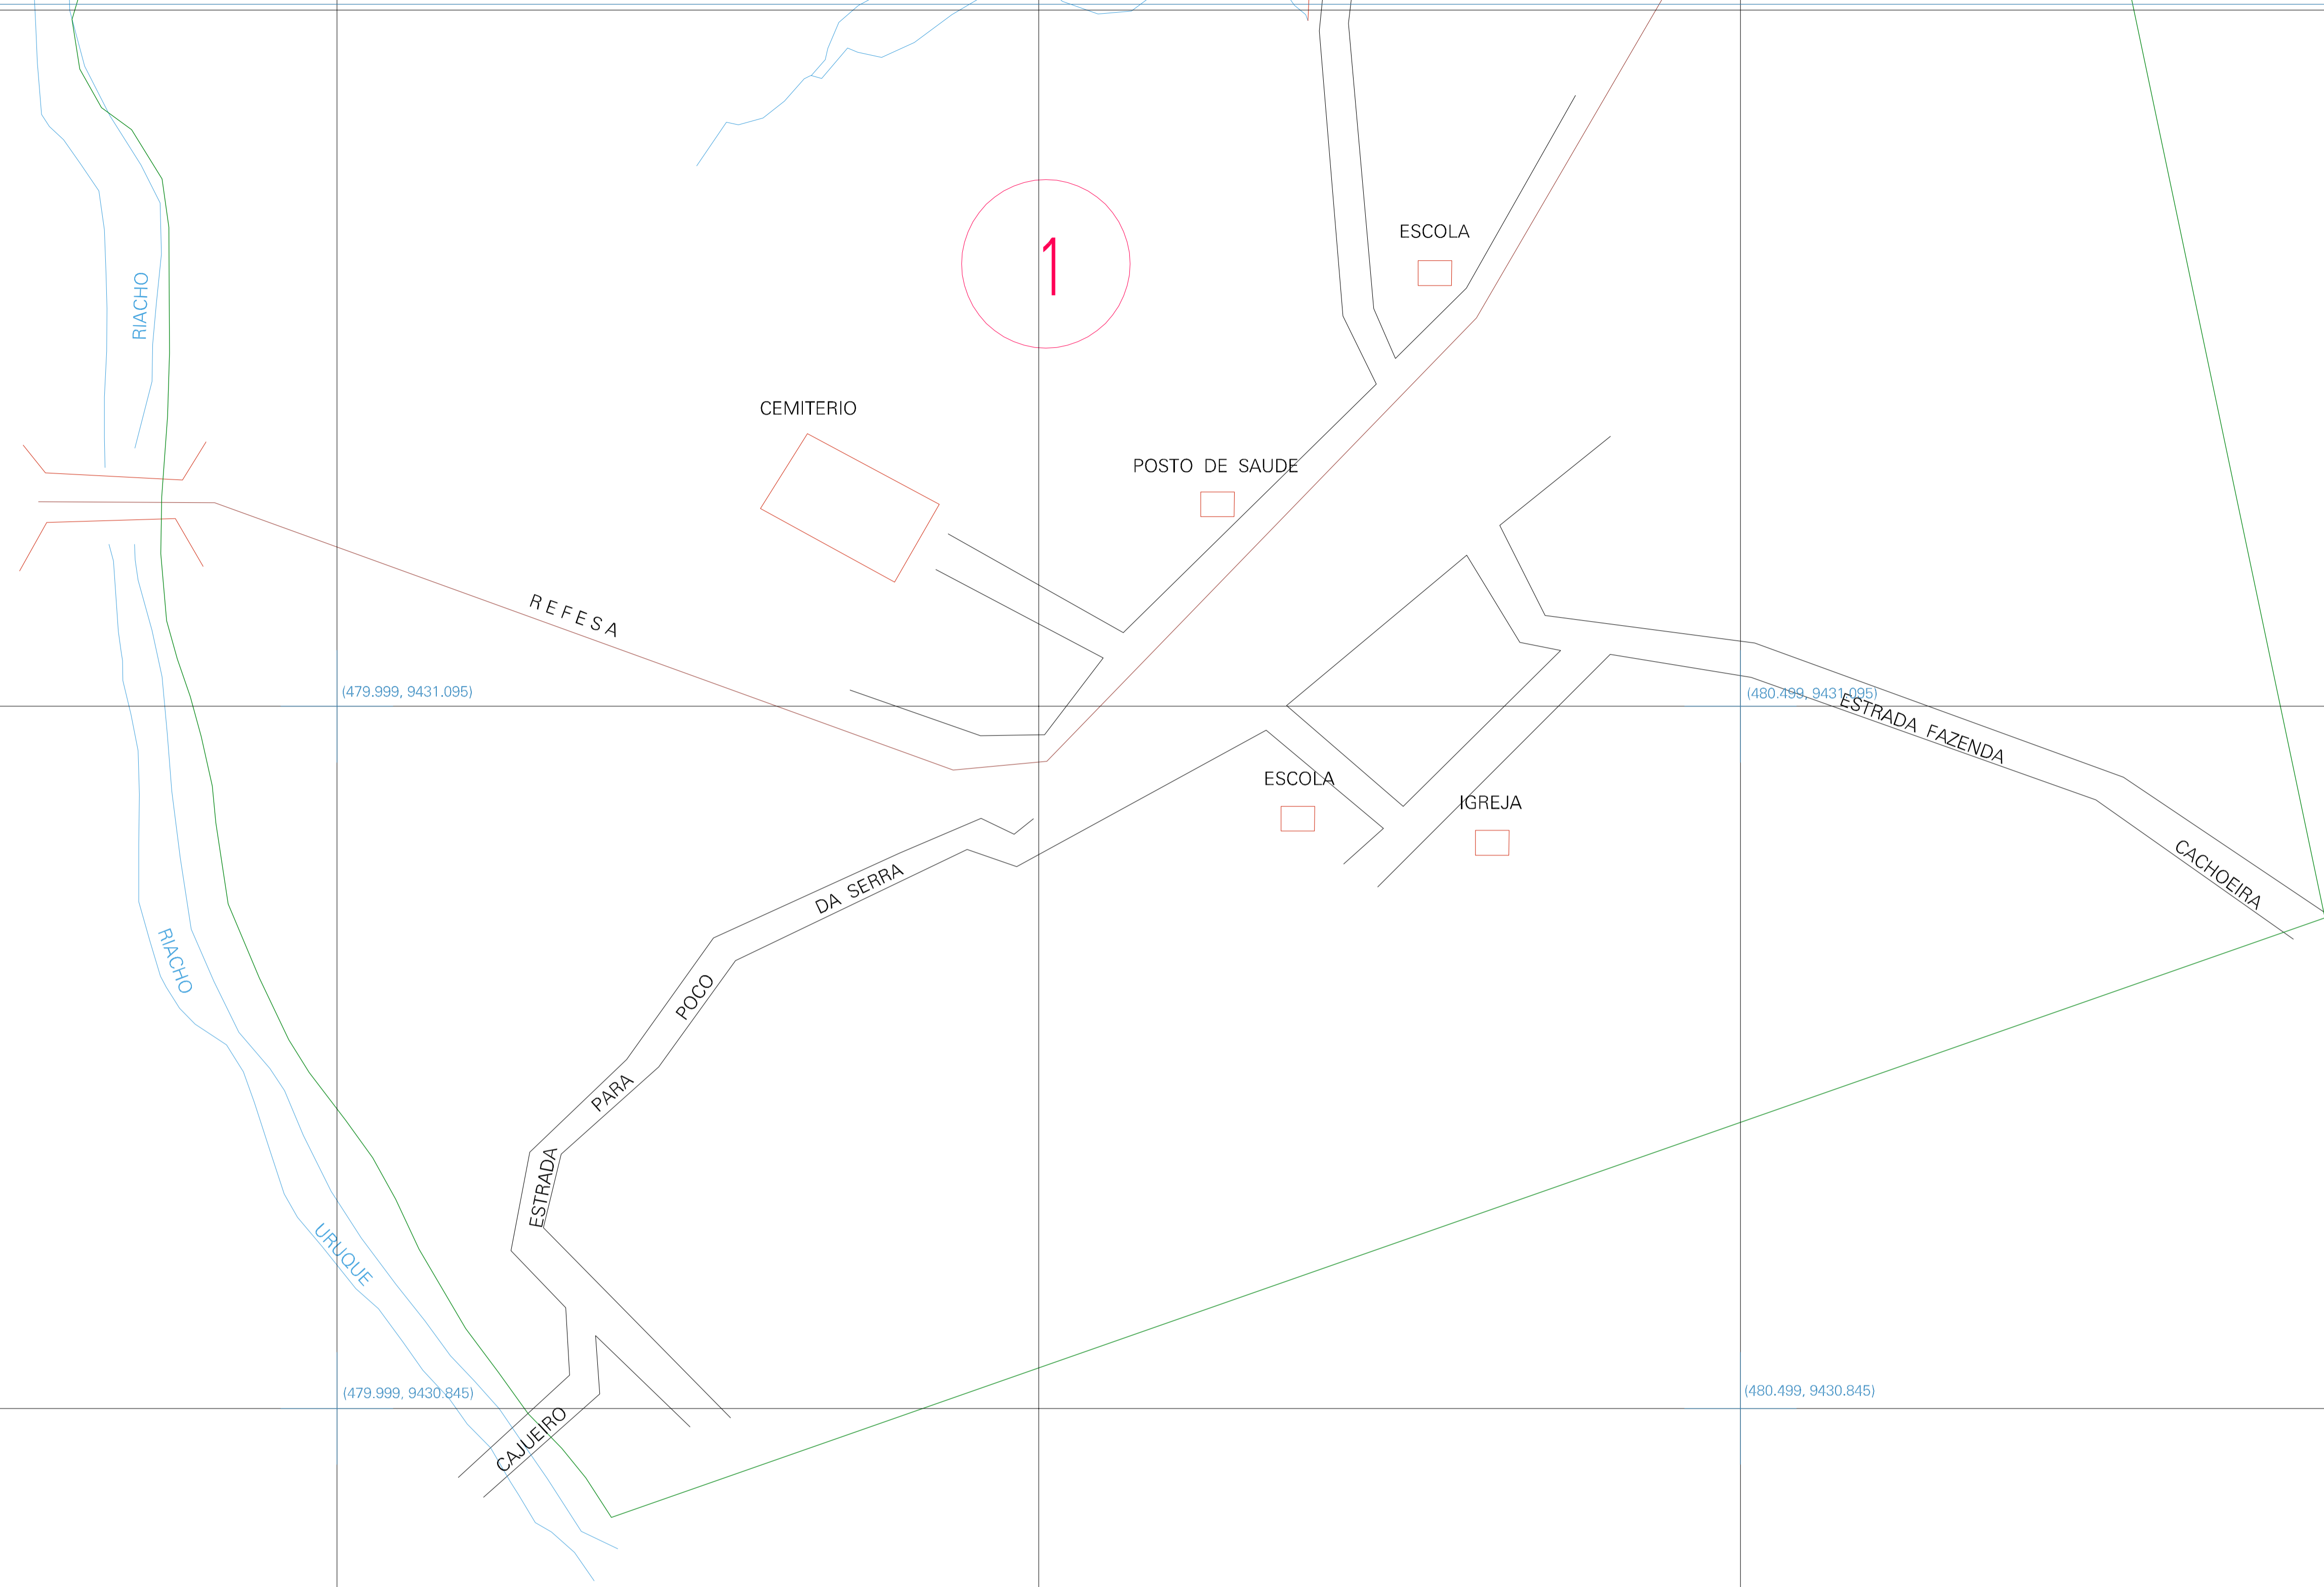 ESCOLA
1
RIACHO
CEMITERIO
POSTO DE SAUDE
REFESA
(479.999, 9431.095)
(480.499, 9431.095)
ESTRADA FAZENDA
CACHOEIRA
ESCOLA
IGREJA
DA SERRA
POCO
PARA
ESTRADA
CAJUEIRO
RIACHO
URUQUE
(479.999, 9430.845)
(480.499, 9430.845)